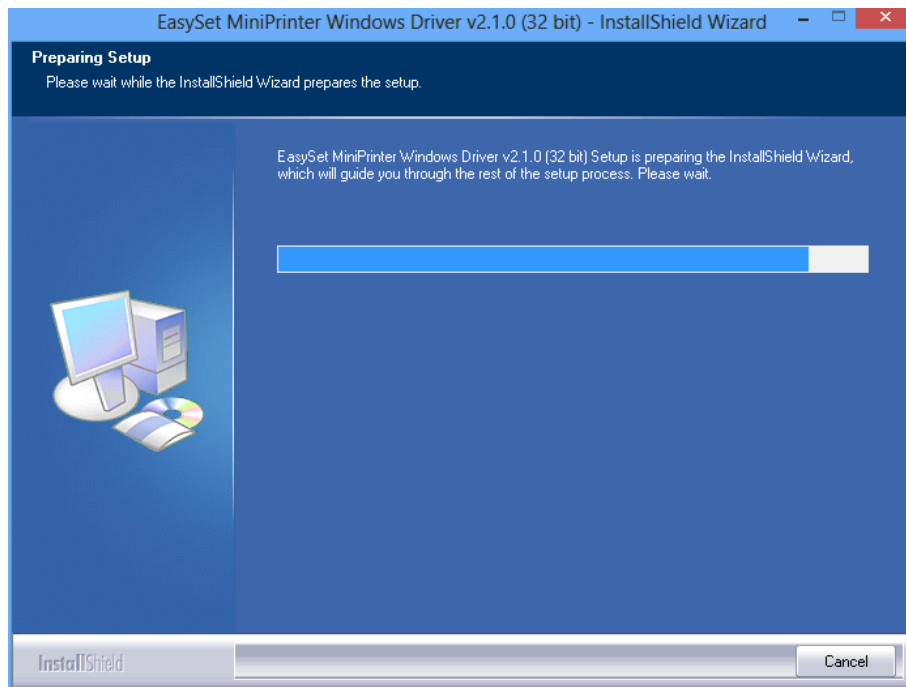 EasySet MiniPrinter Windows Driver v2.1.0 (32 bit) - InstallShield Wizard
Preparing Setup
Please wait while the InstallShield Wizard prepares the setup.
EasySet MiniPrinter Windows Driver v2.1.0 (32 bit) Setup is preparing the InstallShield Wizard,
which will guide you through the rest of the setup process. Please wait.
InstallShield
Cancel